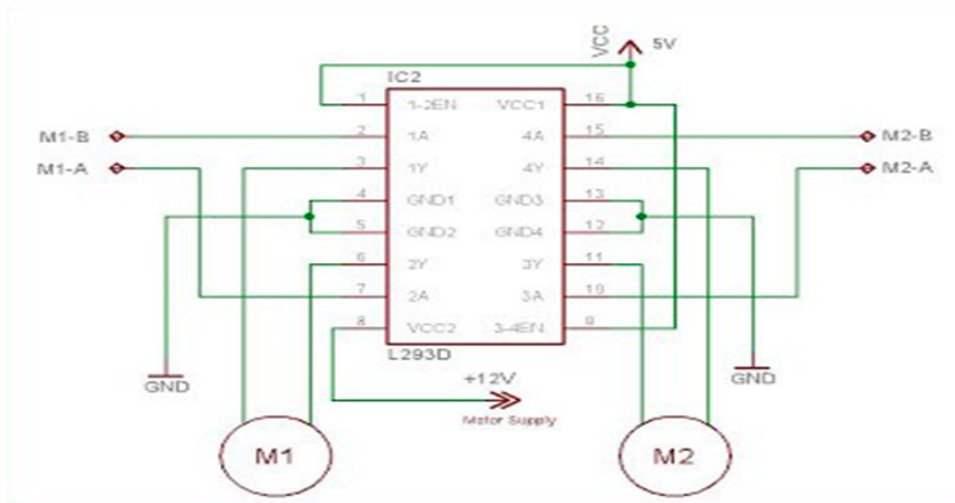 VCC 5V
IC2
1 1-2EN VCC1 16
M1-B 2 1A 4A 15 M2-B
M1-A 3 1Y 4Y 14 M2-A
4 GND1 GND3 13
5 GND2 GND4 12
6 2Y 3Y 11
7 2A 3A 10
8 VCC2 3-4EN 9
L293D
GND +12V GND
Motor Supply
M1 M2